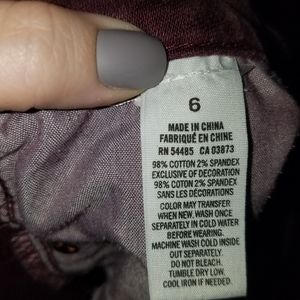 6
MADE IN CHINA
FABRIQUÉ EN CHINE
RN 54485 CA 03873
98% COTTON 2% SPANDEX
EXCLUSIVE OF DECORATION
98% COTON 2% SPANDEX
SANS LES DÉCORATIONS
COLOR MAY TRANSFER
WHEN NEW. WASH ONCE
SEPARATELY IN COLD WATER
BEFORE WEARING.
MACHINE WASH COLD INSIDE
OUT SEPARATELY.
DO NOT BLEACH.
TUMBLE DRY LOW.
COOL IRON IF NEEDED.